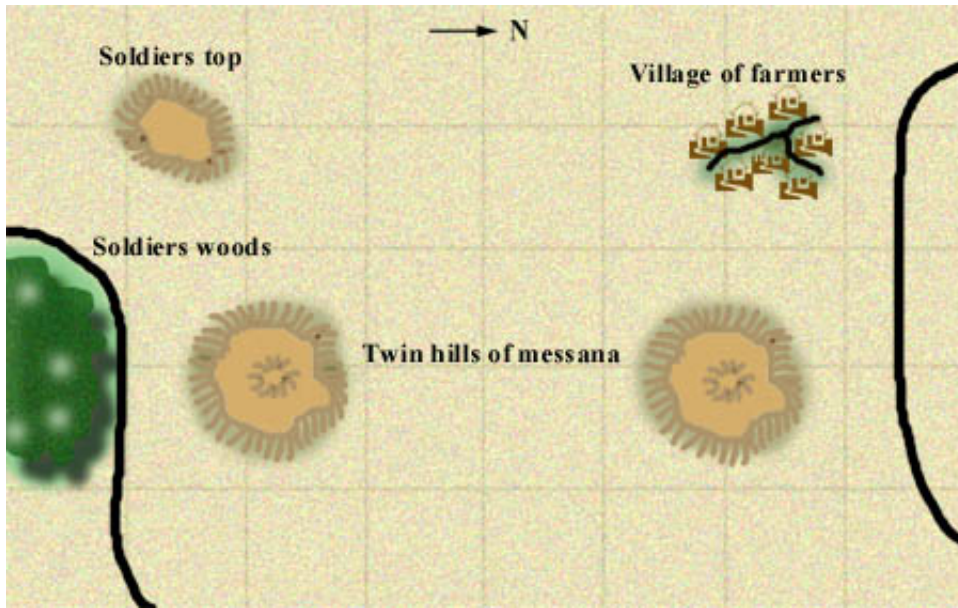 N
Soldiers top
Village of farmers
Soldiers woods
Twin hills of messana